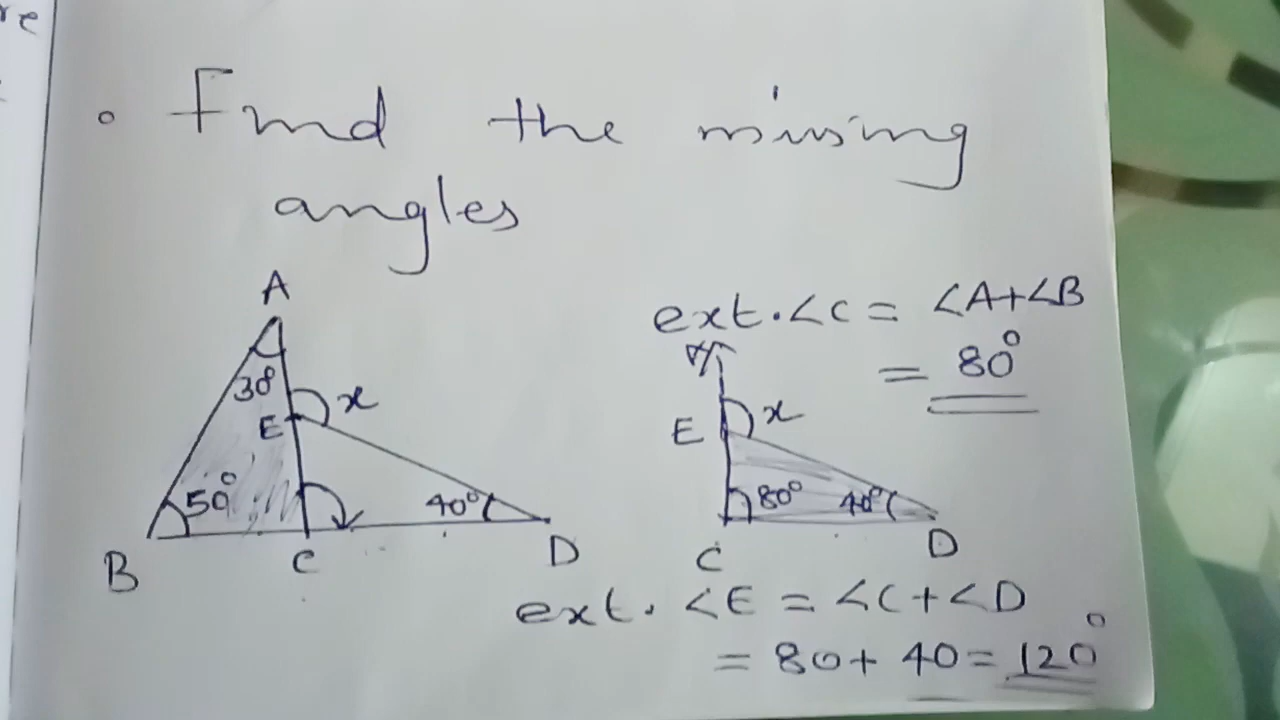 Find the missing
angles
A
30°
E
x
50°
40°
B
C
D
ext. ∠C = ∠A+∠B
= 80°
E
x
80°
40°
C
D
ext. ∠E = ∠C+∠D
= 80+ 40 = 120°